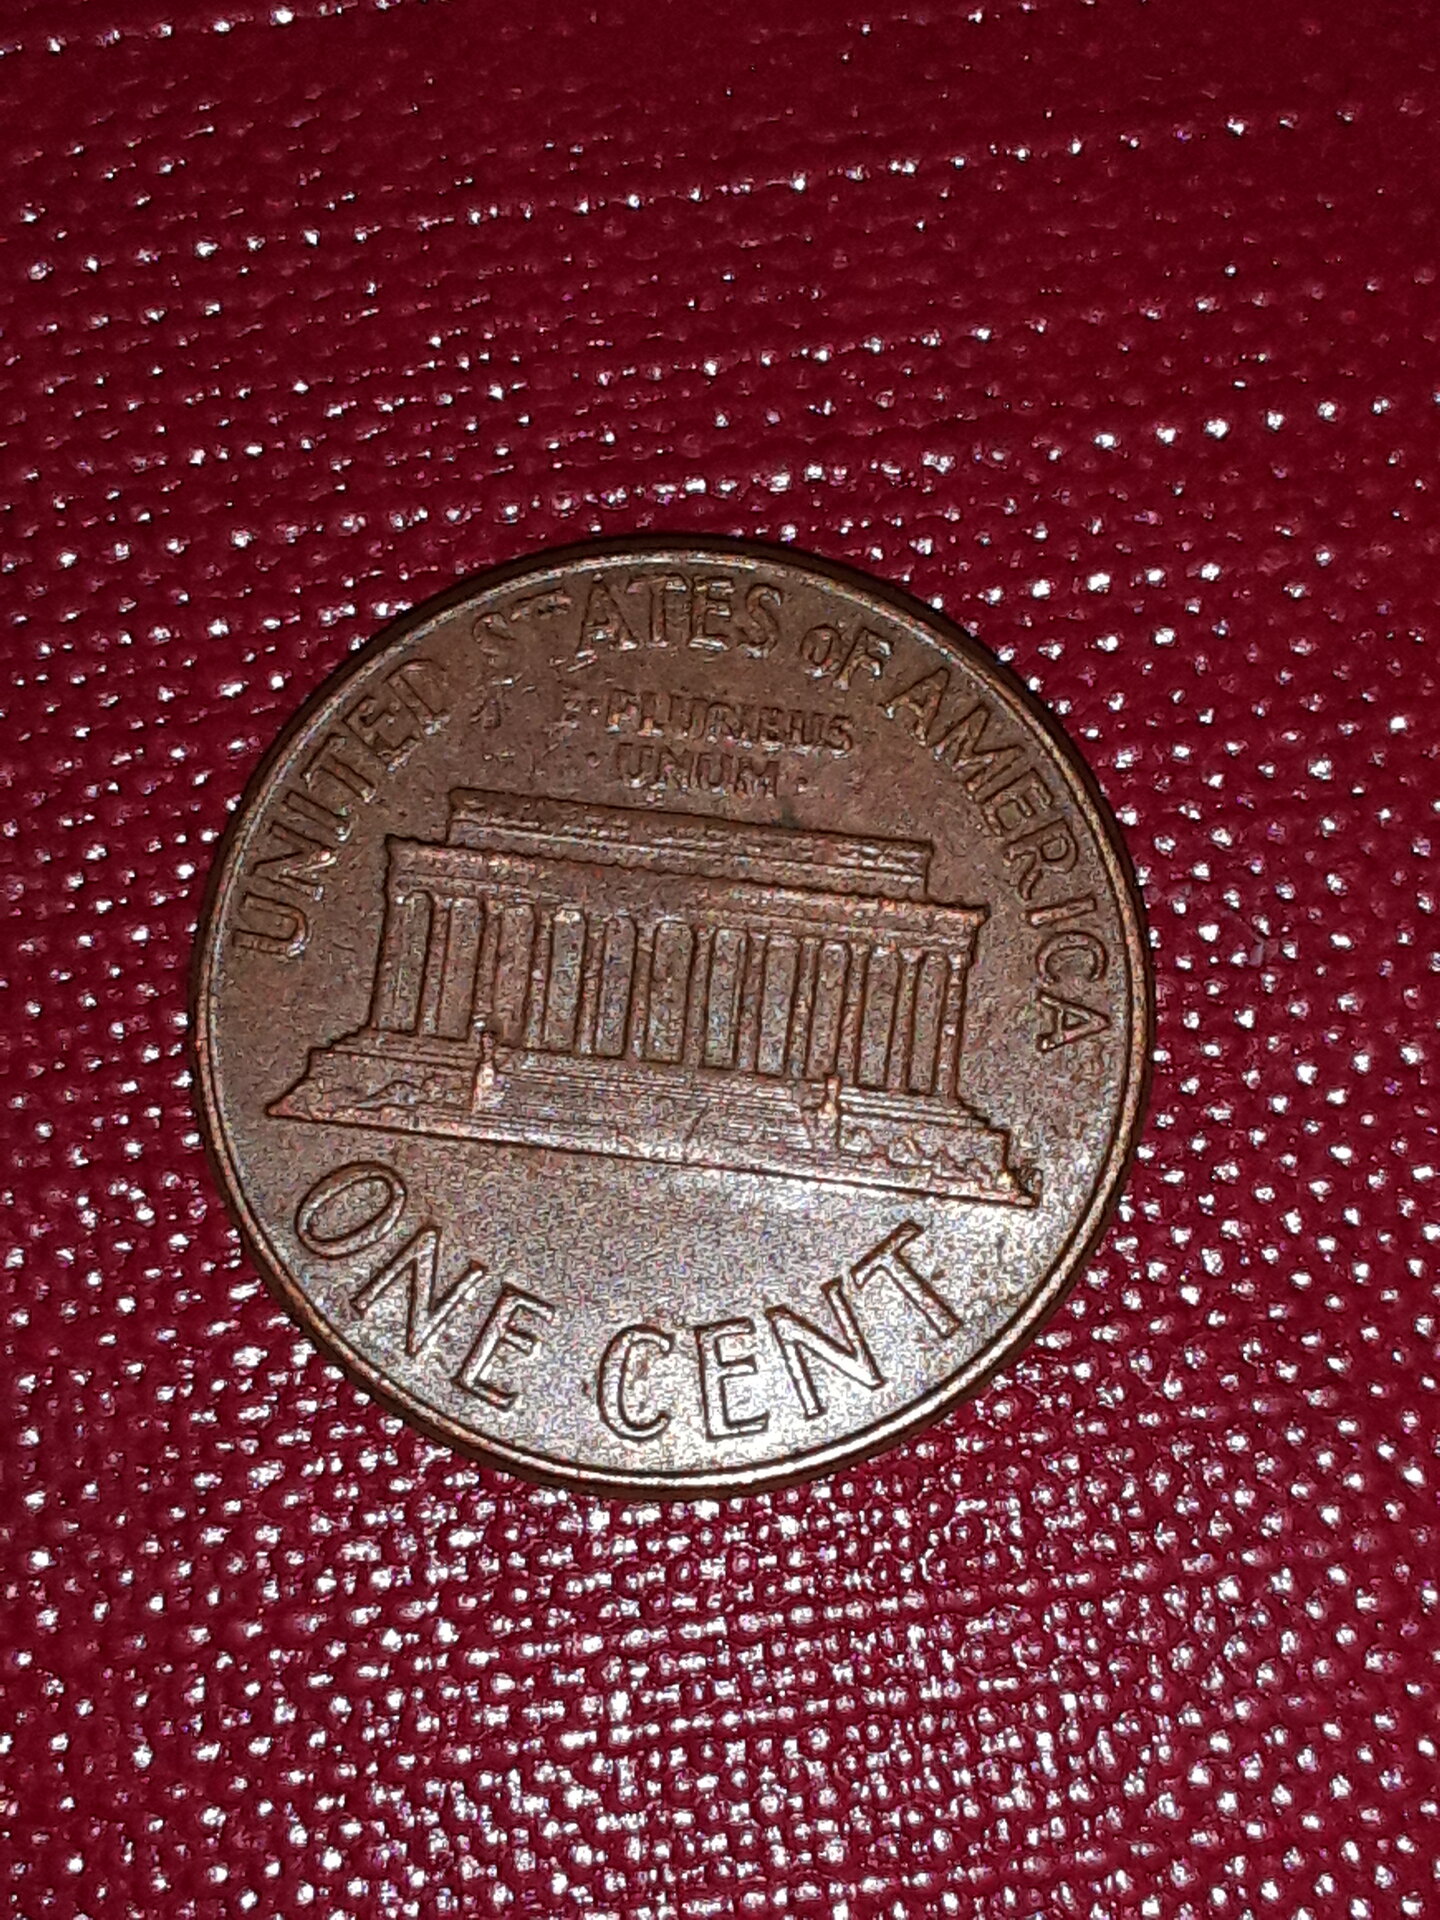 UNITED STATES OF AMERICA
E·PLURIBUS
·UNUM·
ONE CENT